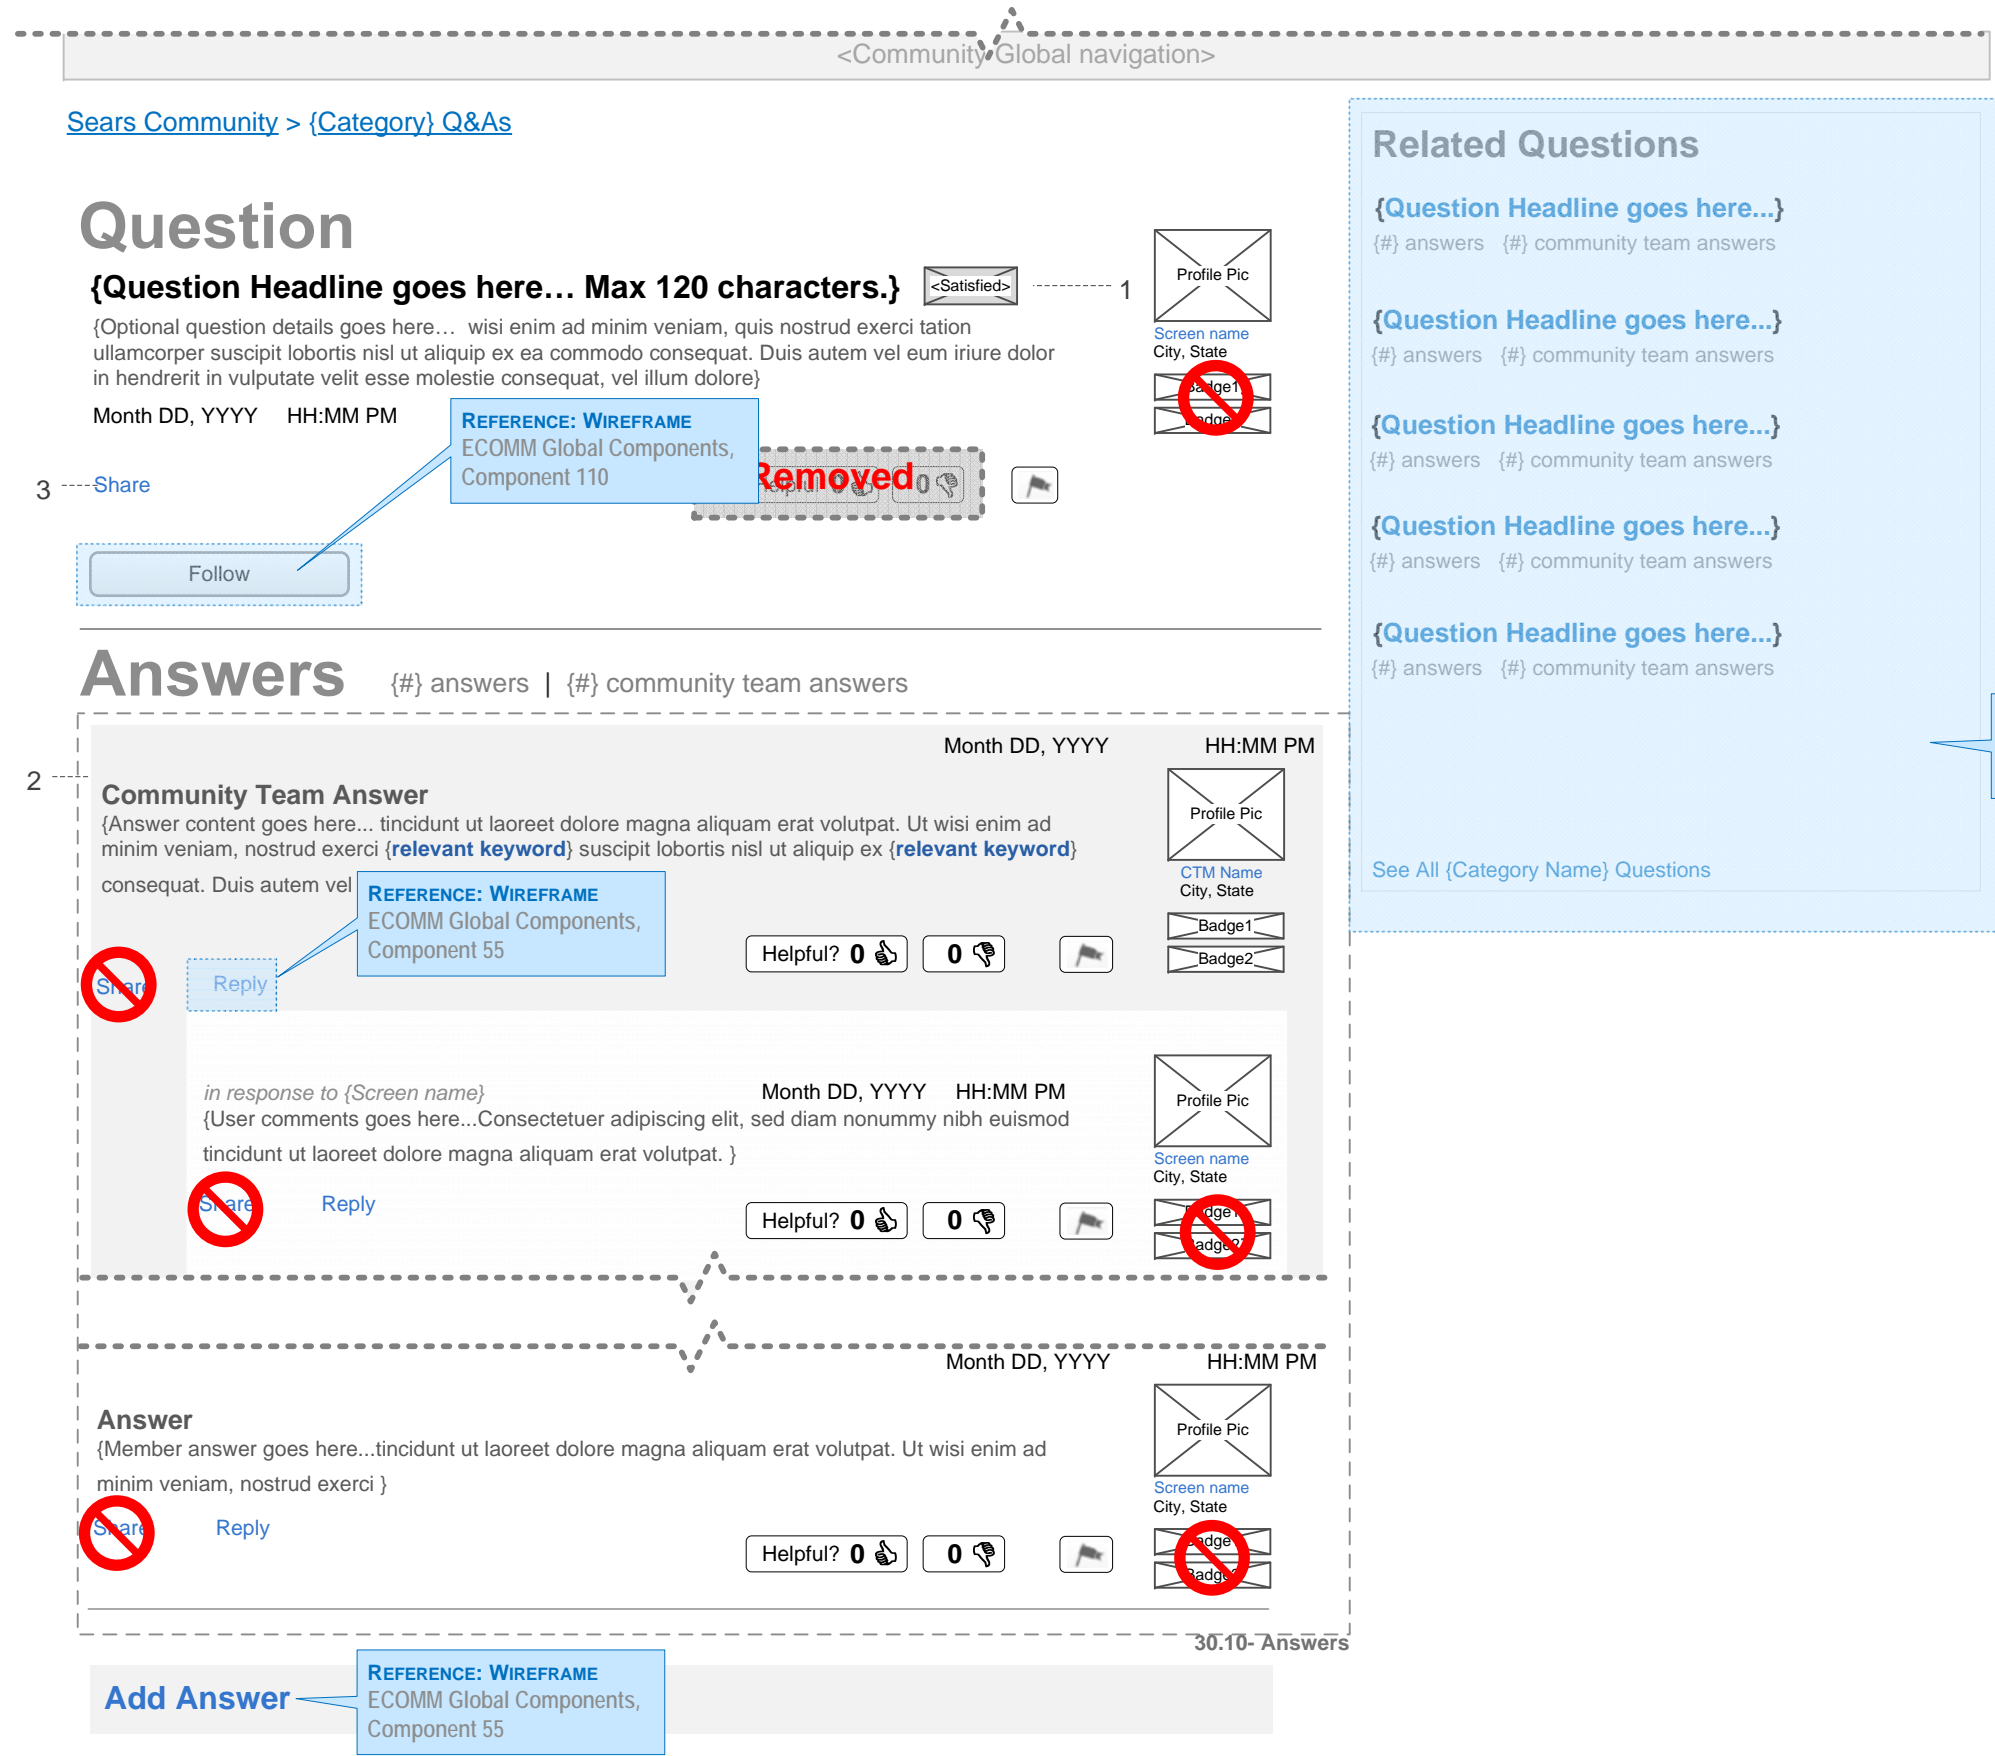 <Community Global navigation>
Sears Community > {Category} Q&As
Question
{Question Headline goes here… Max 120 characters.}
<Satisfied>
1
{Optional question details goes here… wisi enim ad minim veniam, quis nostrud exerci tation
ullamcorper suscipit lobortis nisl ut aliquip ex ea commodo consequat. Duis autem vel eum iriure dolor
in hendrerit in vulputate velit esse molestie consequat, vel illum dolore}
Month DD, YYYY HH:MM PM
Profile Pic
Screen name
City, State
Badge1
REFERENCE: WIREFRAME
ECOMM Global Components,
Component 110
3
Share
Removed
0
0
Follow
Answers
{#} answers | {#} community team answers
2
Month DD, YYYY HH:MM PM
Community Team Answer
{Answer content goes here... tincidunt ut laoreet dolore magna aliquam erat volutpat. Ut wisi enim ad
minim veniam, nostrud exerci {relevant keyword} suscipit lobortis nisl ut aliquip ex {relevant keyword}
consequat. Duis autem vel
Profile Pic
CTM Name
City, State
Badge1
Badge2
REFERENCE: WIREFRAME
ECOMM Global Components,
Component 55
Share
Reply
Helpful? 0
0
in response to {Screen name}
Month DD, YYYY HH:MM PM
{User comments goes here...Consectetuer adipiscing elit, sed diam nonummy nibh euismod
tincidunt ut laoreet dolore magna aliquam erat volutpat. }
Profile Pic
Screen name
City, State
Share
Reply
Helpful? 0
0
Month DD, YYYY HH:MM PM
Answer
{Member answer goes here...tincidunt ut laoreet dolore magna aliquam erat volutpat. Ut wisi enim ad
minim veniam, nostrud exerci }
Profile Pic
Screen name
City, State
Share
Reply
Helpful? 0
0
30.10- Answers
Add Answer
REFERENCE: WIREFRAME
ECOMM Global Components,
Component 55
Related Questions
{Question Headline goes here...}
{#} answers {#} community team answers
{Question Headline goes here...}
{#} answers {#} community team answers
{Question Headline goes here...}
{#} answers {#} community team answers
{Question Headline goes here...}
{#} answers {#} community team answers
{Question Headline goes here...}
{#} answers {#} community team answers
See All {Category Name} Questions